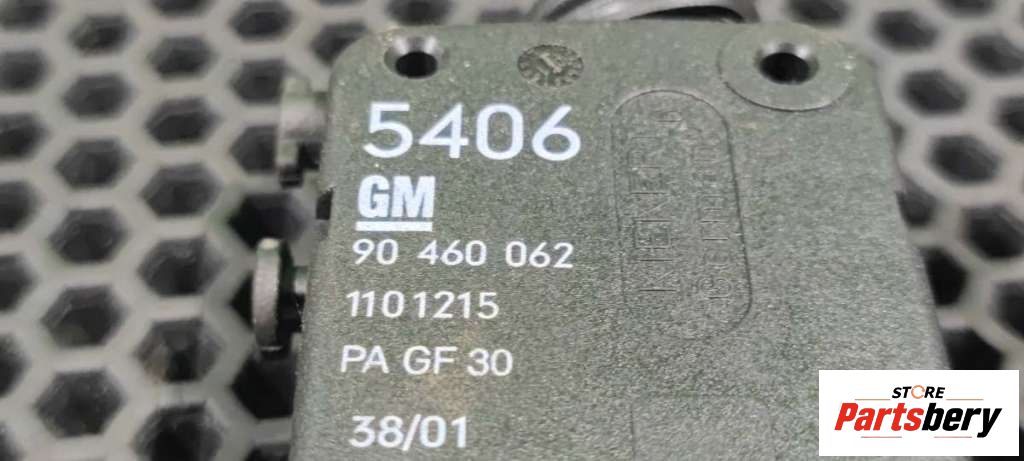 5406
GM
90 460 062
1101215
PA GF 30
38/01
STORE
Partsbery